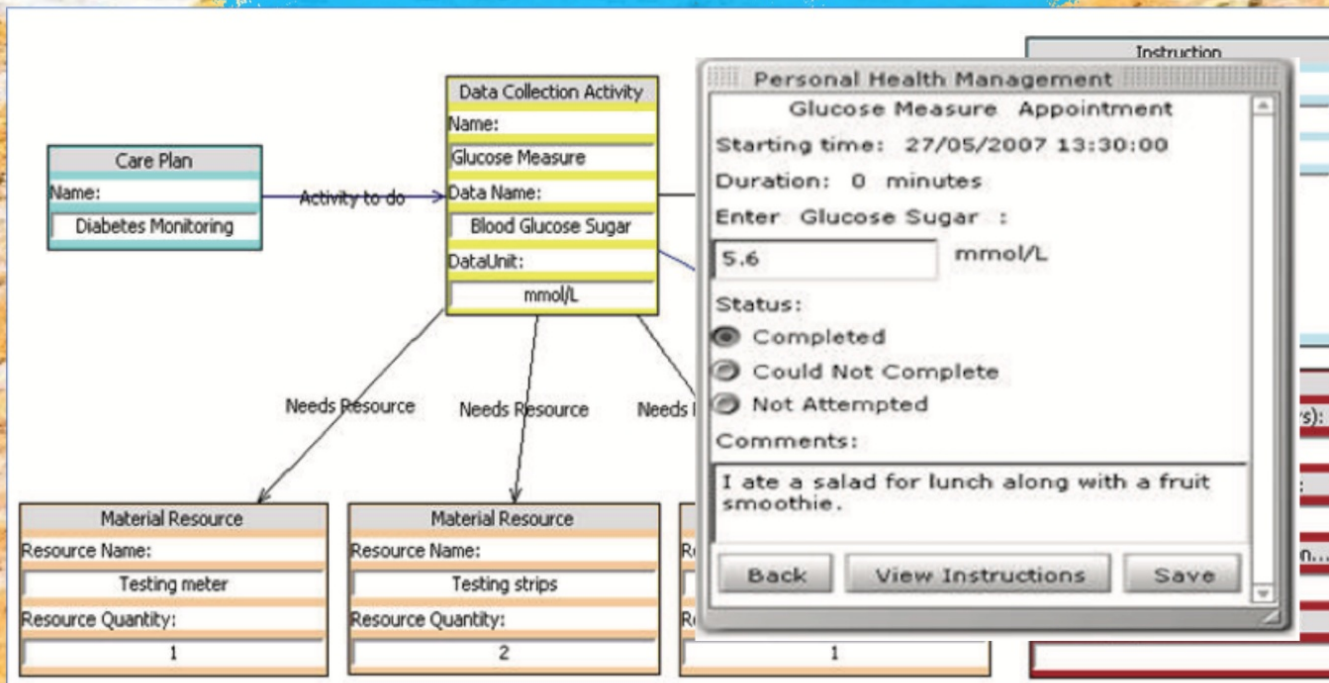 Care Plan
Name:
Diabetes Monitoring
Activity to do
Data Collection Activity
Name:
Glucose Measure
Data Name:
Blood Glucose Sugar
DataUnit:
mmol/L
Needs Resource
Needs Resource
Needs
Material Resource
Resource Name:
Testing meter
Resource Quantity:
1
Material Resource
Resource Name:
Testing strips
Resource Quantity:
2
1
Instruction
Personal Health Management
Glucose Measure Appointment
Starting time: 27/05/2007 13:30:00
Duration: 0 minutes
Enter Glucose Sugar :
5.6 mmol/L
Status:
Completed
Could Not Complete
Not Attempted
Comments:
I ate a salad for lunch along with a fruit
smoothie.
Back View Instructions Save